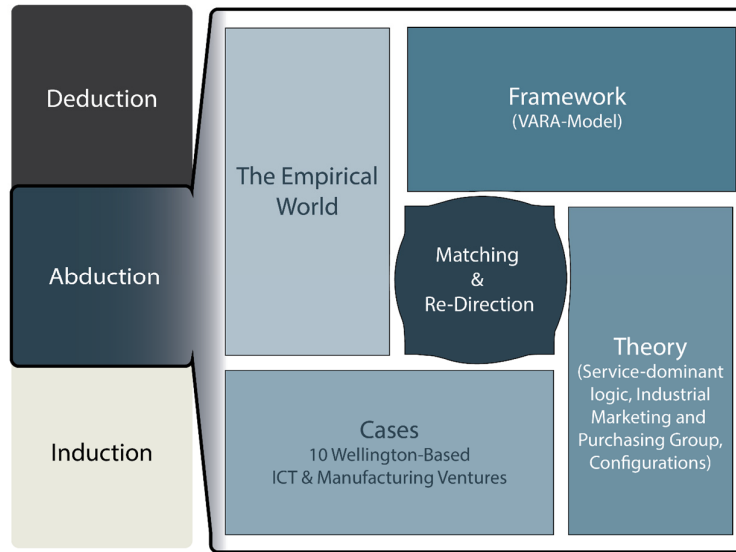 Deduction
Abduction
Induction
The Empirical
World
Framework
(VARA-Model)
Matching
&
Re-Direction
Theory
(Service-dominant
logic, Industrial
Marketing and
Purchasing Group,
Configurations)
Cases
10 Wellington-Based
ICT & Manufacturing Ventures